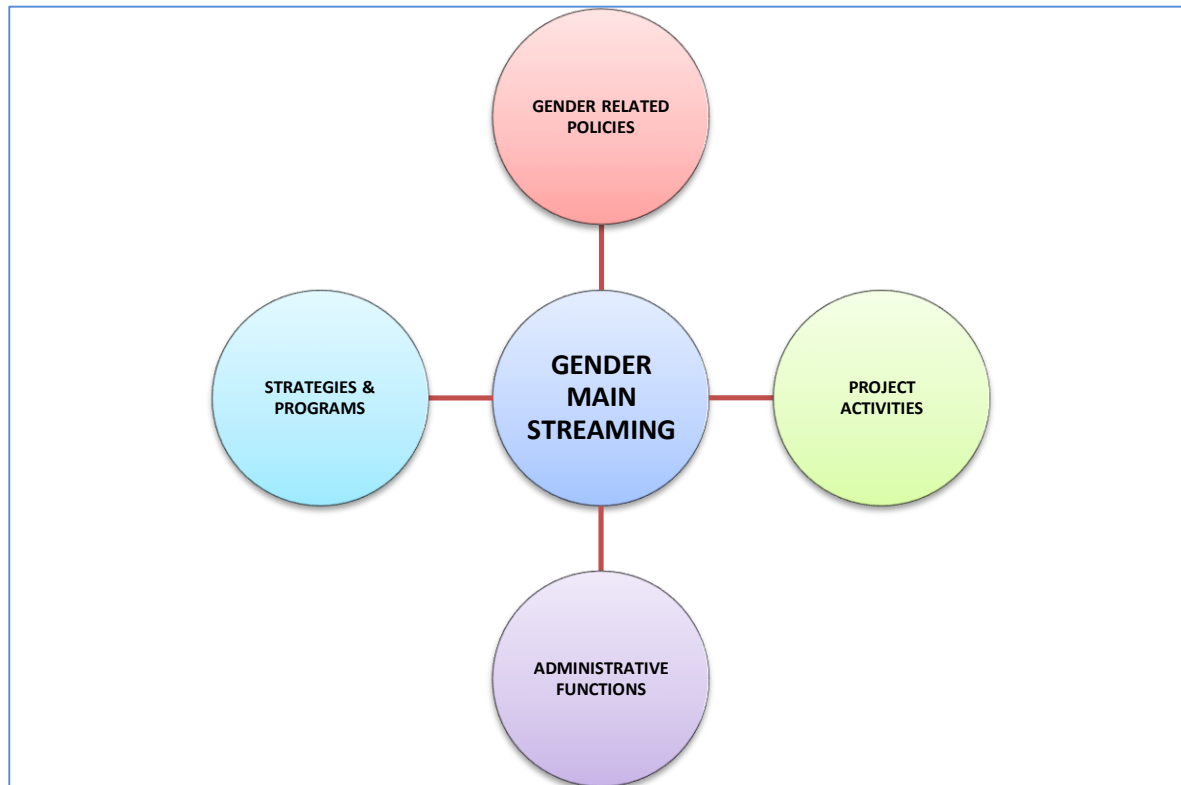 GENDER RELATED
POLICIES
STRATEGIES &
PROGRAMS
GENDER
MAIN
STREAMING
PROJECT
ACTIVITIES
ADMINISTRATIVE
FUNCTIONS